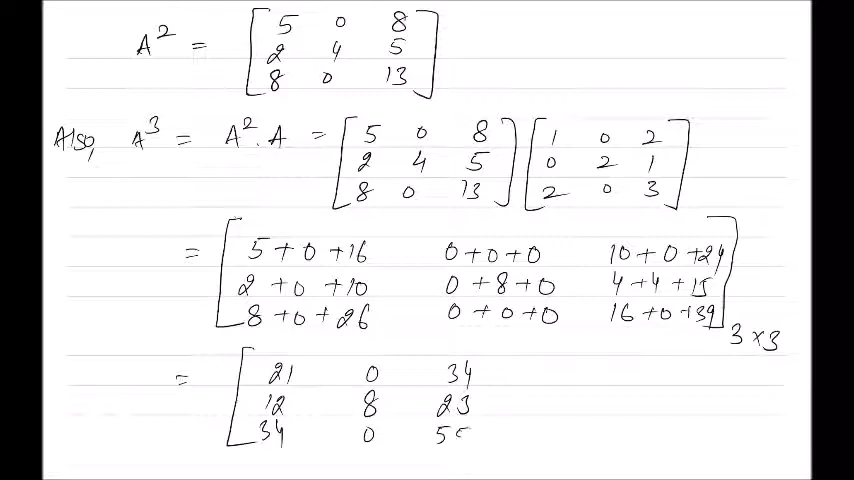 A² = [ 5 0 8
2 4 5
8 0 13 ]
Also, A³ = A². A = [ 5 0 8 ] [ 1 0 2 ]
2 4 5 0 2 1
8 0 13 2 0 3
= [ 5+0+16 0+0+0 10+0+24 ]
2+0+10 0+8+0 4+4+15
8+0+26 0+0+0 16+0+39
3×3
= [ 21 0 34
12 8 23
34 0 5